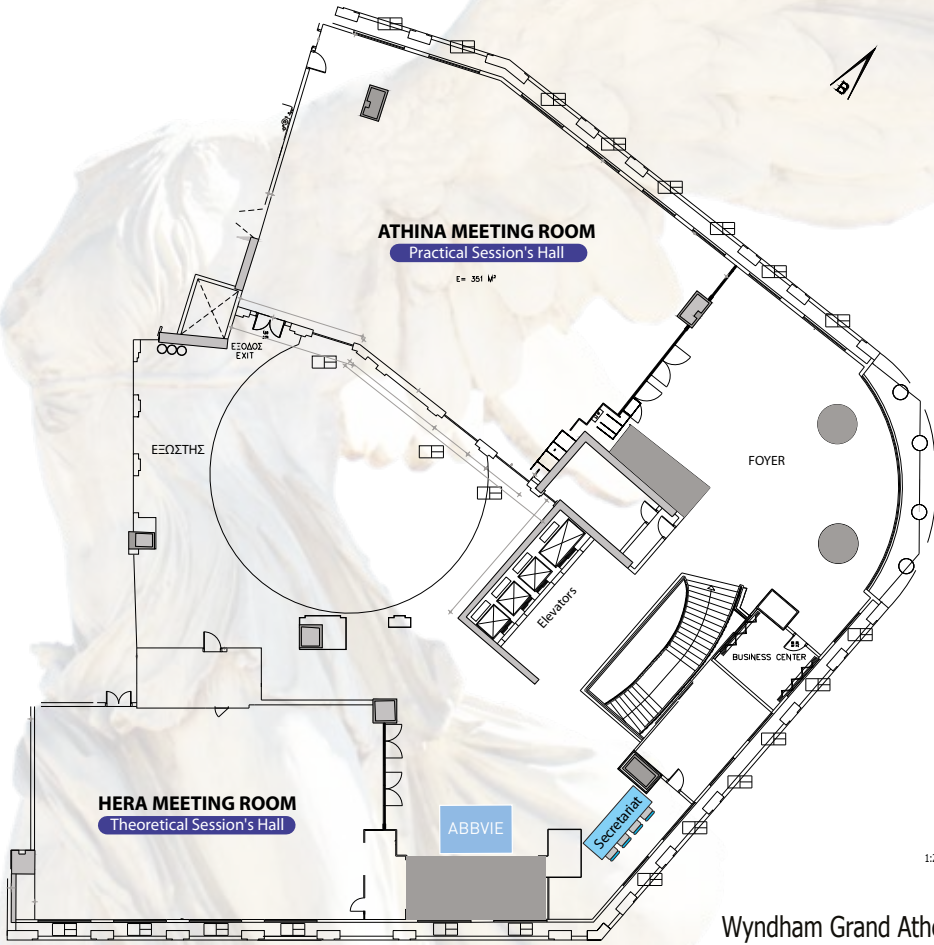 B
ATHINA MEETING ROOM
Practical Session's Hall
E= 351 M²
ΕΞΟΔΟΣ
EXIT
ΕΞΩΣΤΗΣ
FOYER
Elevators
BUSINESS CENTER
HERA MEETING ROOM
Theoretical Session's Hall
ABBVIE
Secretariat
Wyndham Grand Athe